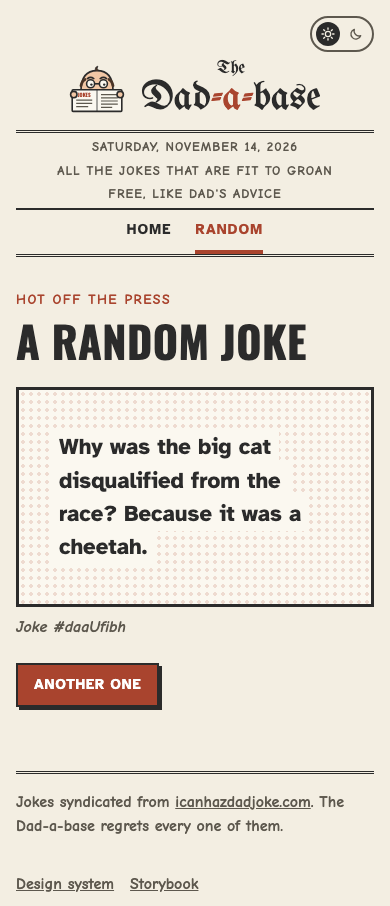 The
JOKES
Dad-a-base
SATURDAY, NOVEMBER 14, 2026
ALL THE JOKES THAT ARE FIT TO GROAN
FREE, LIKE DAD'S ADVICE
HOME RANDOM
HOT OFF THE PRESS
A RANDOM JOKE
Why was the big cat
disqualified from the
race? Because it was a
cheetah.
Joke #daaUfibh
ANOTHER ONE
Jokes syndicated from icanhazdadjoke.com. The
Dad-a-base regrets every one of them.
Design system Storybook